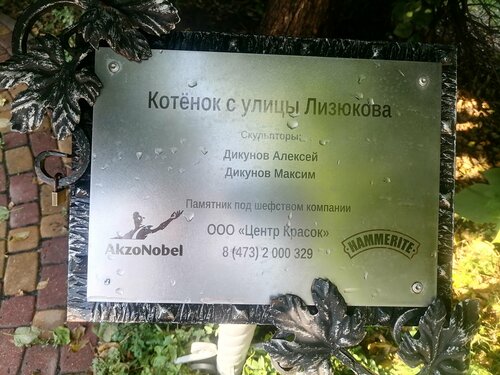 Котёнок с улицы Лизюкова
Скульпторы:
Дикунов Алексей
Дикунов Максим
Памятник под шефством компании
ООО «Центр Красок»
AkzoNobel
8 (473) 2 000 329
HAMMERITE